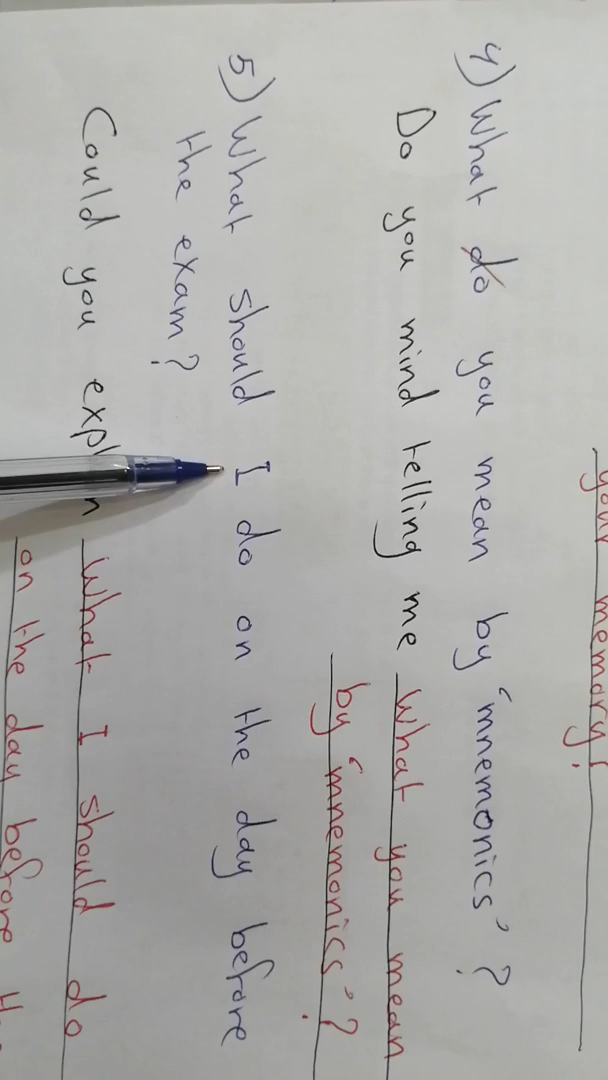 your memory?
4) What do you mean by 'mnemonics'?
Do you mind telling me what you mean
by 'mnemonics'?
5) What should I do on the day before
the exam?
Could you what I should do
on the day before